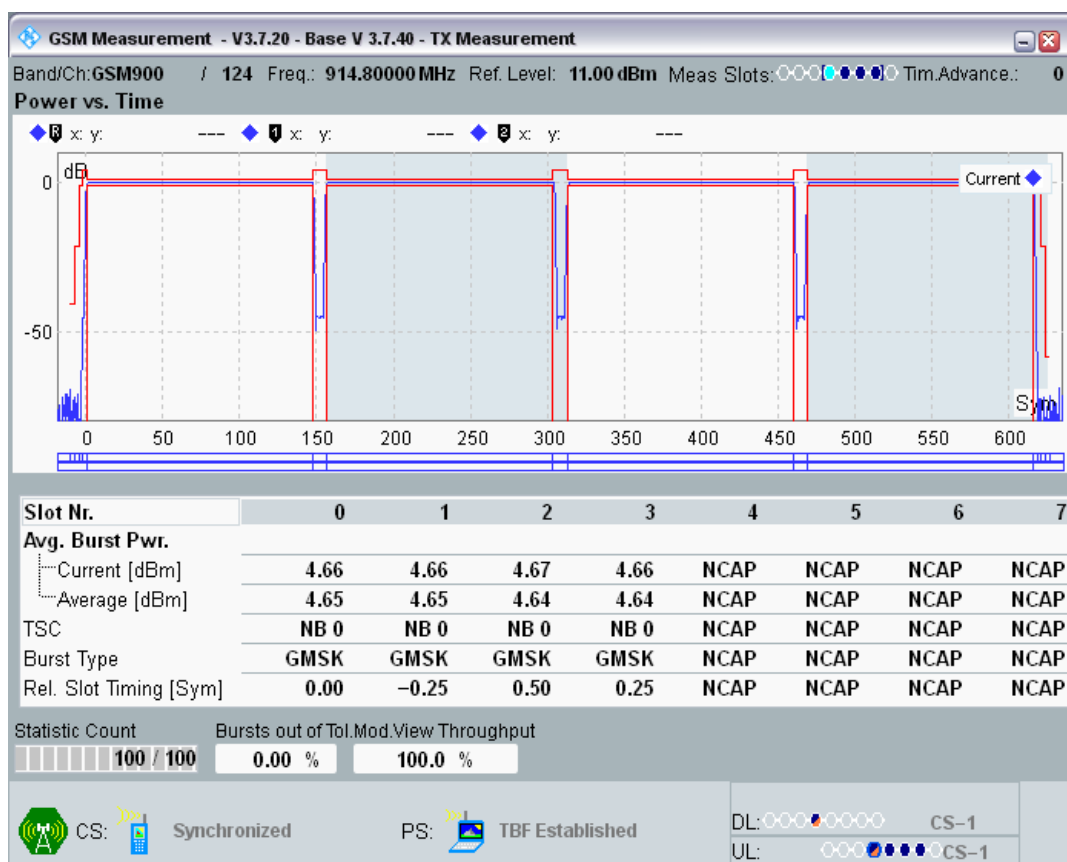 GSM Measurement - V3.7.20 - Base V 3.7.40 - TX Measurement
Band/Ch:GSM900 / 124 Freq.: 914.80000 MHz Ref. Level: 11.00 dBm Meas Slots: Tim.Advance.: 0
Power vs. Time
R x: y: --- 1 x: y: --- 2 x: y: ---
dB
0
Current
-50
Sym
0 50 100 150 200 250 300 350 400 450 500 550 600
Slot Nr. 0 1 2 3 4 5 6 7
Avg. Burst Pwr.
Current [dBm] 4.66 4.66 4.67 4.66 NCAP NCAP NCAP NCAP
Average [dBm] 4.65 4.65 4.64 4.64 NCAP NCAP NCAP NCAP
TSC NB 0 NB 0 NB 0 NB 0 NCAP NCAP NCAP NCAP
Burst Type GMSK GMSK GMSK GMSK NCAP NCAP NCAP NCAP
Rel. Slot Timing [Sym] 0.00 −0.25 0.50 0.25 NCAP NCAP NCAP NCAP
Statistic Count Bursts out of Tol. Mod.View Throughput
100 / 100 0.00 % 100.0 %
CS: Synchronized PS: TBF Established DL: CS−1
UL: CS−1